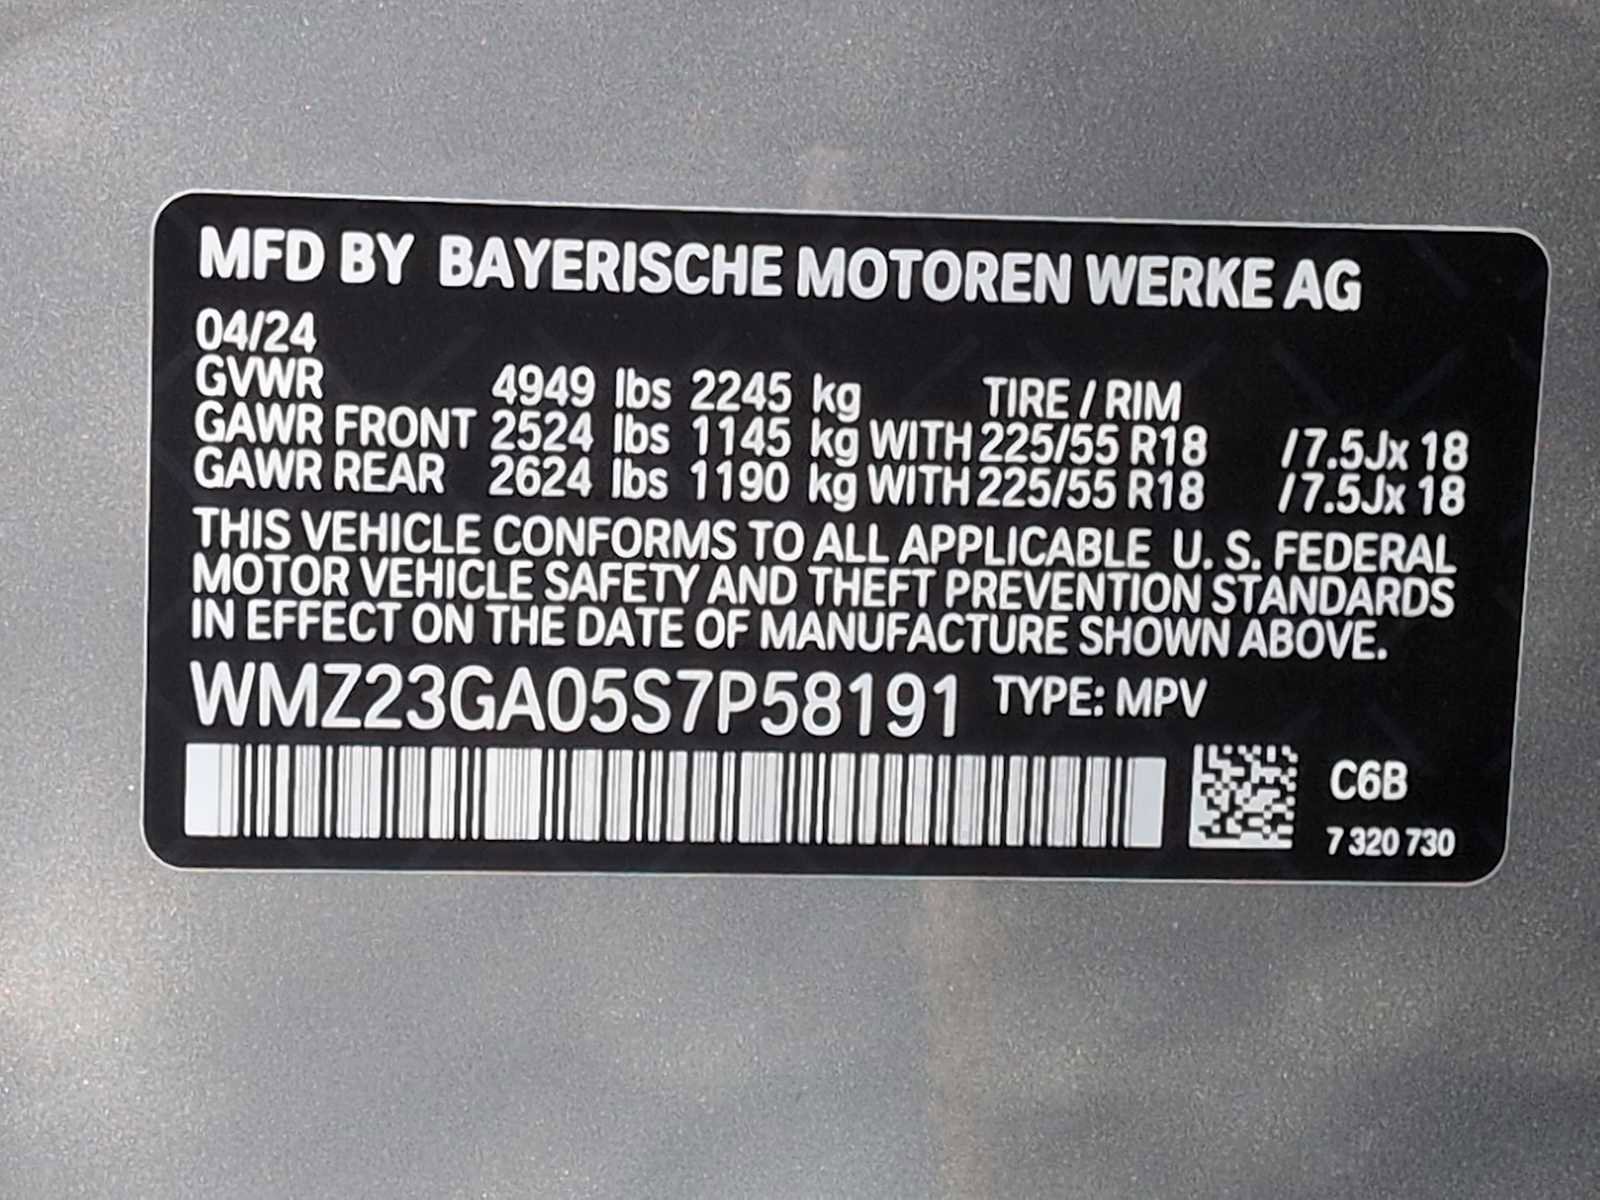 MFD BY BAYERISCHE MOTOREN WERKE AG
04/24
GVWR 4949 lbs 2245 kg TIRE / RIM
GAWR FRONT 2524 lbs 1145 kg WITH 225/55 R18 /7.5Jx 18
GAWR REAR 2624 lbs 1190 kg WITH 225/55 R18 /7.5Jx 18
THIS VEHICLE CONFORMS TO ALL APPLICABLE U. S. FEDERAL
MOTOR VEHICLE SAFETY AND THEFT PREVENTION STANDARDS
IN EFFECT ON THE DATE OF MANUFACTURE SHOWN ABOVE.
WMZ23GA05S7P58191 TYPE: MPV
C6B
7 320 730